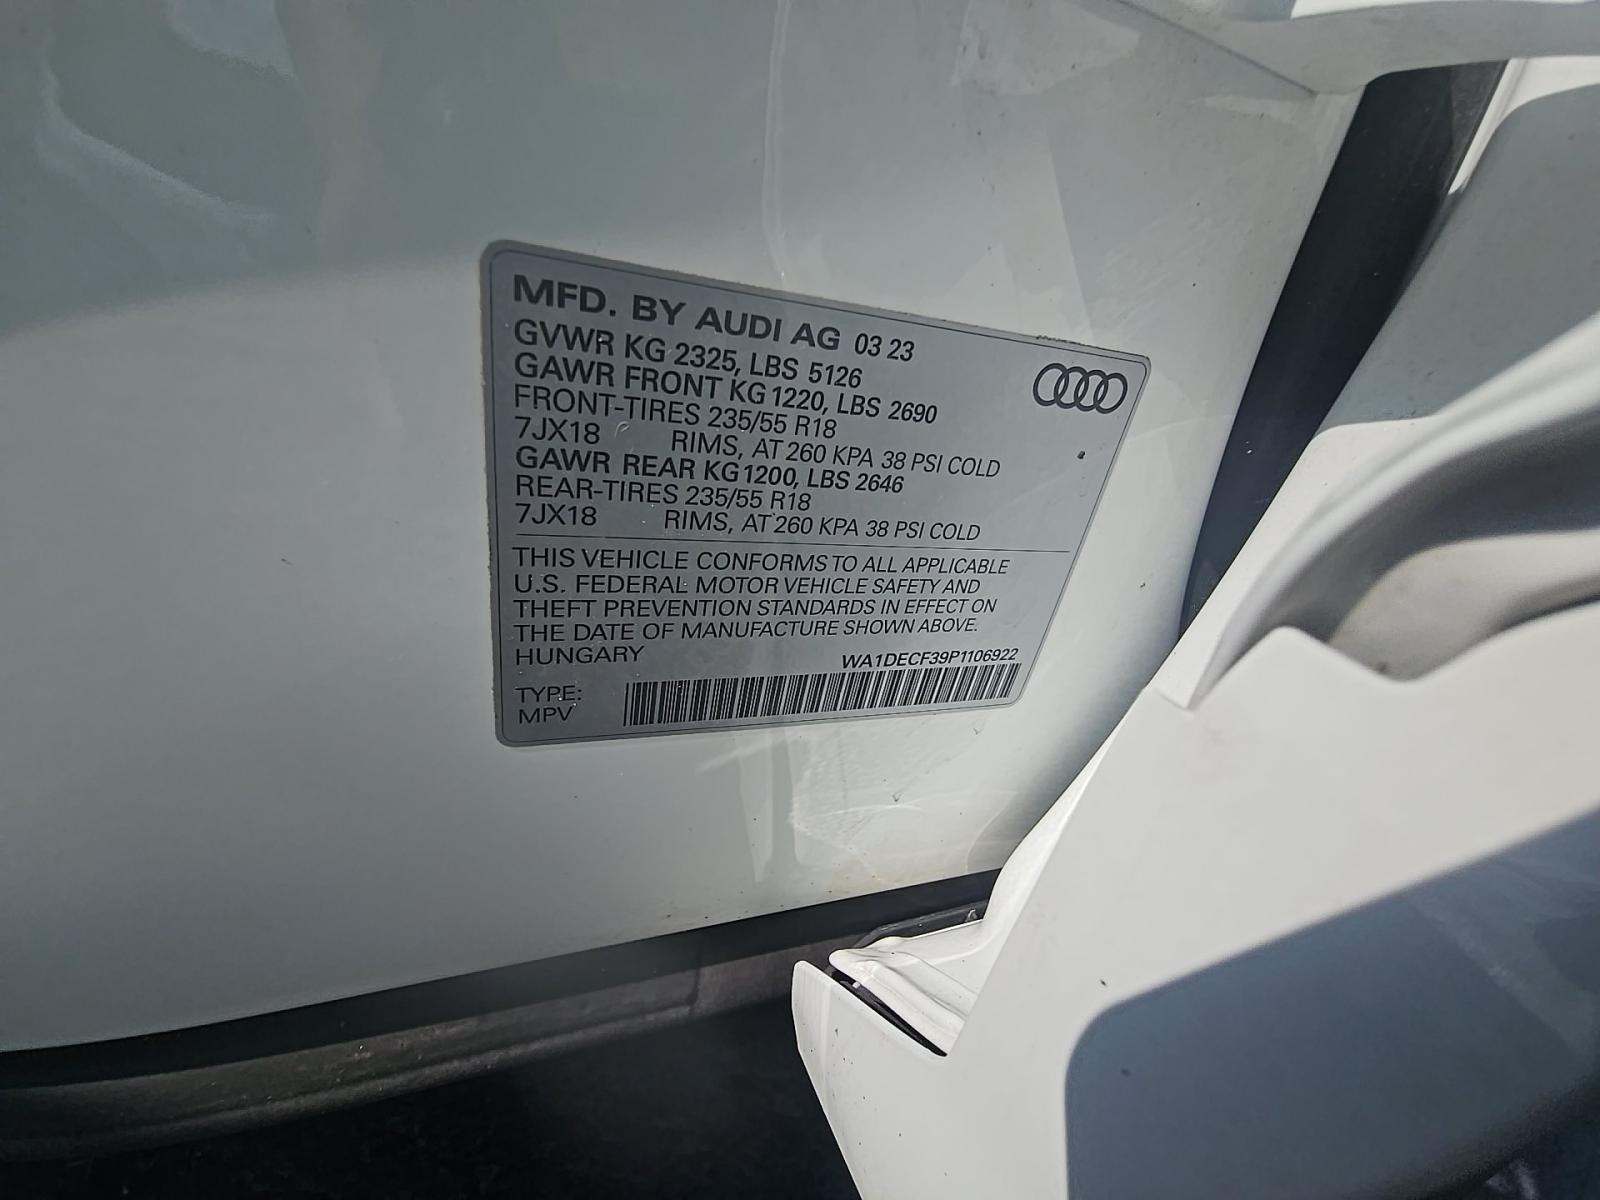 MFD. BY AUDI AG 03 23
GVWR KG 2325, LBS 5126
GAWR FRONT KG 1220, LBS 2690
FRONT-TIRES 235/55 R18
7JX18 RIMS, AT 260 KPA 38 PSI COLD
GAWR REAR KG 1200, LBS 2646
REAR-TIRES 235/55 R18
7JX18 RIMS, AT 260 KPA 38 PSI COLD
THIS VEHICLE CONFORMS TO ALL APPLICABLE
U.S. FEDERAL MOTOR VEHICLE SAFETY AND
THEFT PREVENTION STANDARDS IN EFFECT ON
THE DATE OF MANUFACTURE SHOWN ABOVE.
HUNGARY WA1DECF39P1106922
TYPE:
MPV